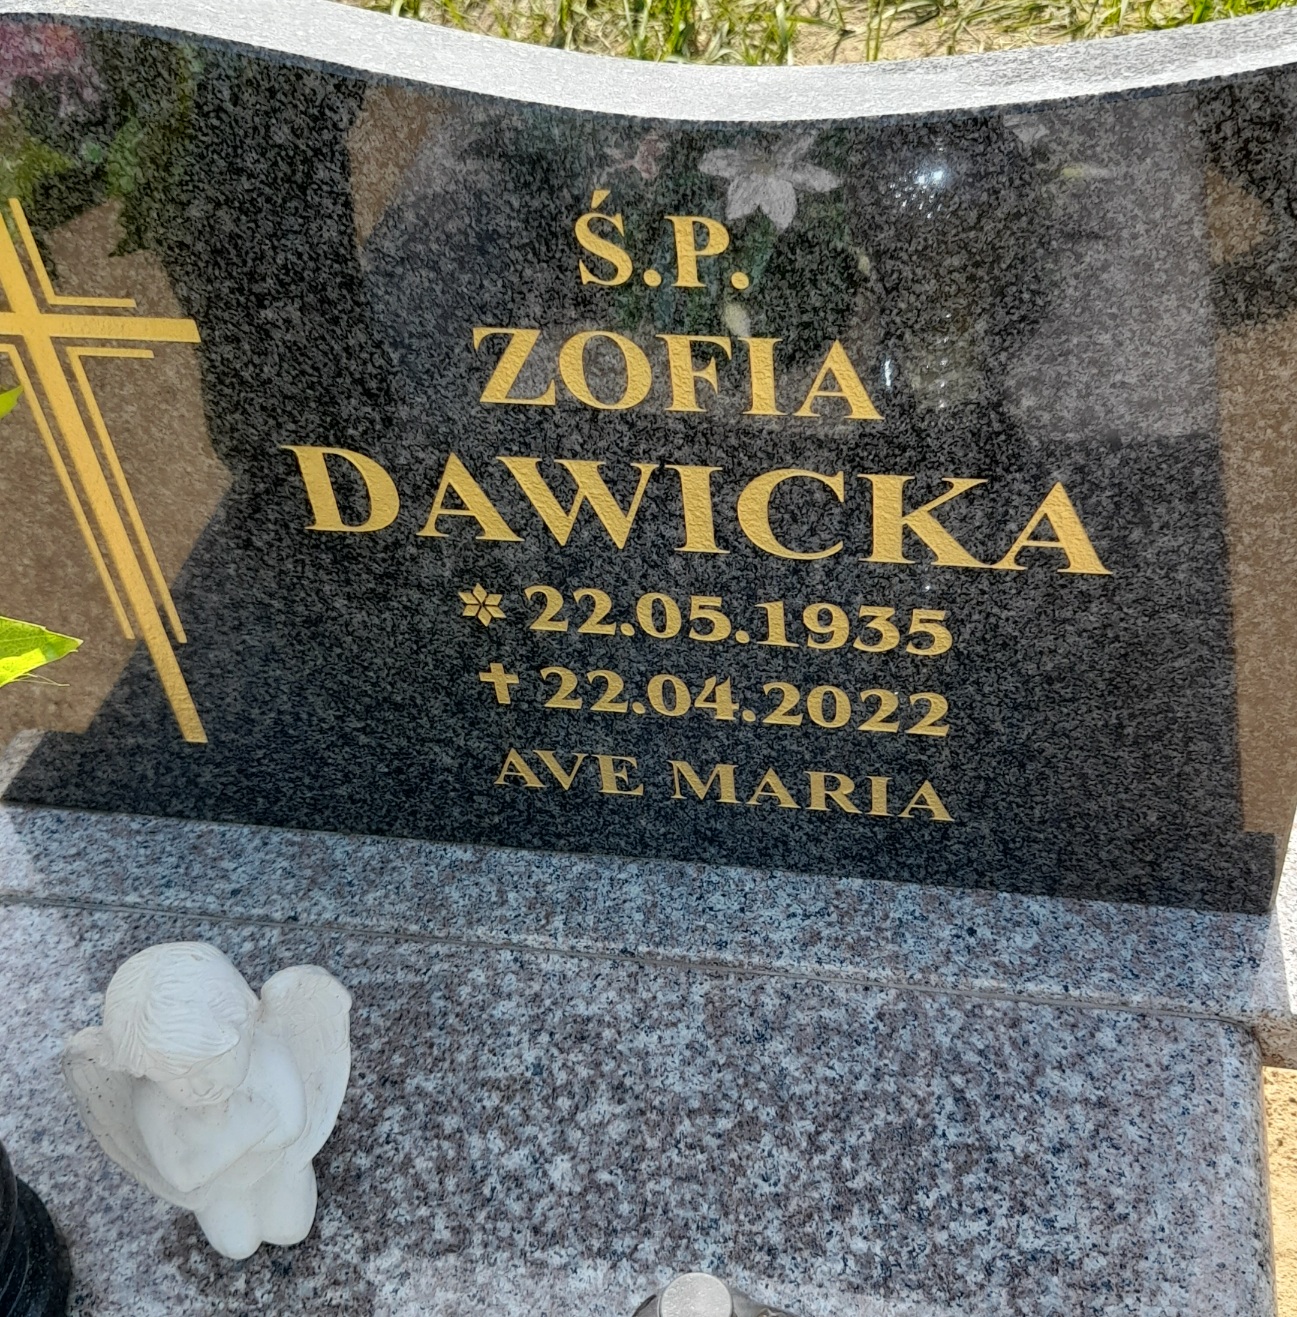 Ś.P.
ZOFIA
DAWICKA
* 22.05.1935
✝ 22.04.2022
AVE MARIA